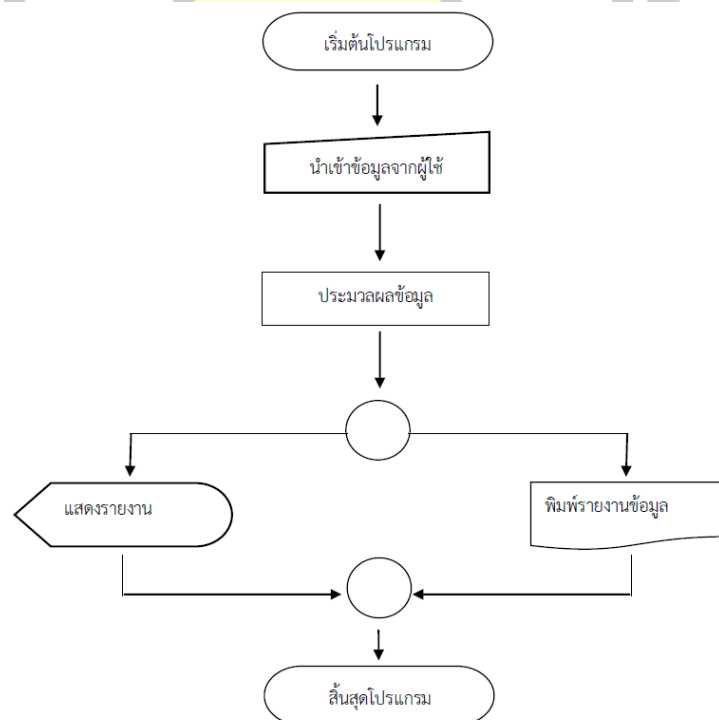 เริ่มต้นโปรแกรม
นำเข้าข้อมูลจากผู้ใช้
ประมวลผลข้อมูล
แสดงรายงาน
พิมพ์รายงานข้อมูล
สิ้นสุดโปรแกรม